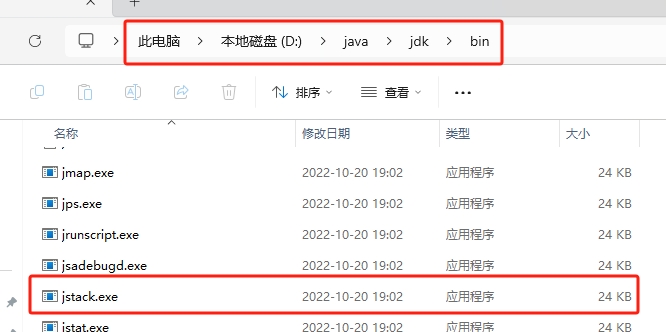 此电脑 > 本地磁盘 (D:) > java > jdk > bin
排序 查看 ...
名称 修改日期 类型 大小
jmap.exe 2022-10-20 19:02 应用程序 24 KB
jps.exe 2022-10-20 19:02 应用程序 24 KB
jrunscript.exe 2022-10-20 19:02 应用程序 24 KB
jsadebugd.exe 2022-10-20 19:02 应用程序 24 KB
jstack.exe 2022-10-20 19:02 应用程序 24 KB
jstat.exe 2022-10-20 19:02 应用程序 24 KB